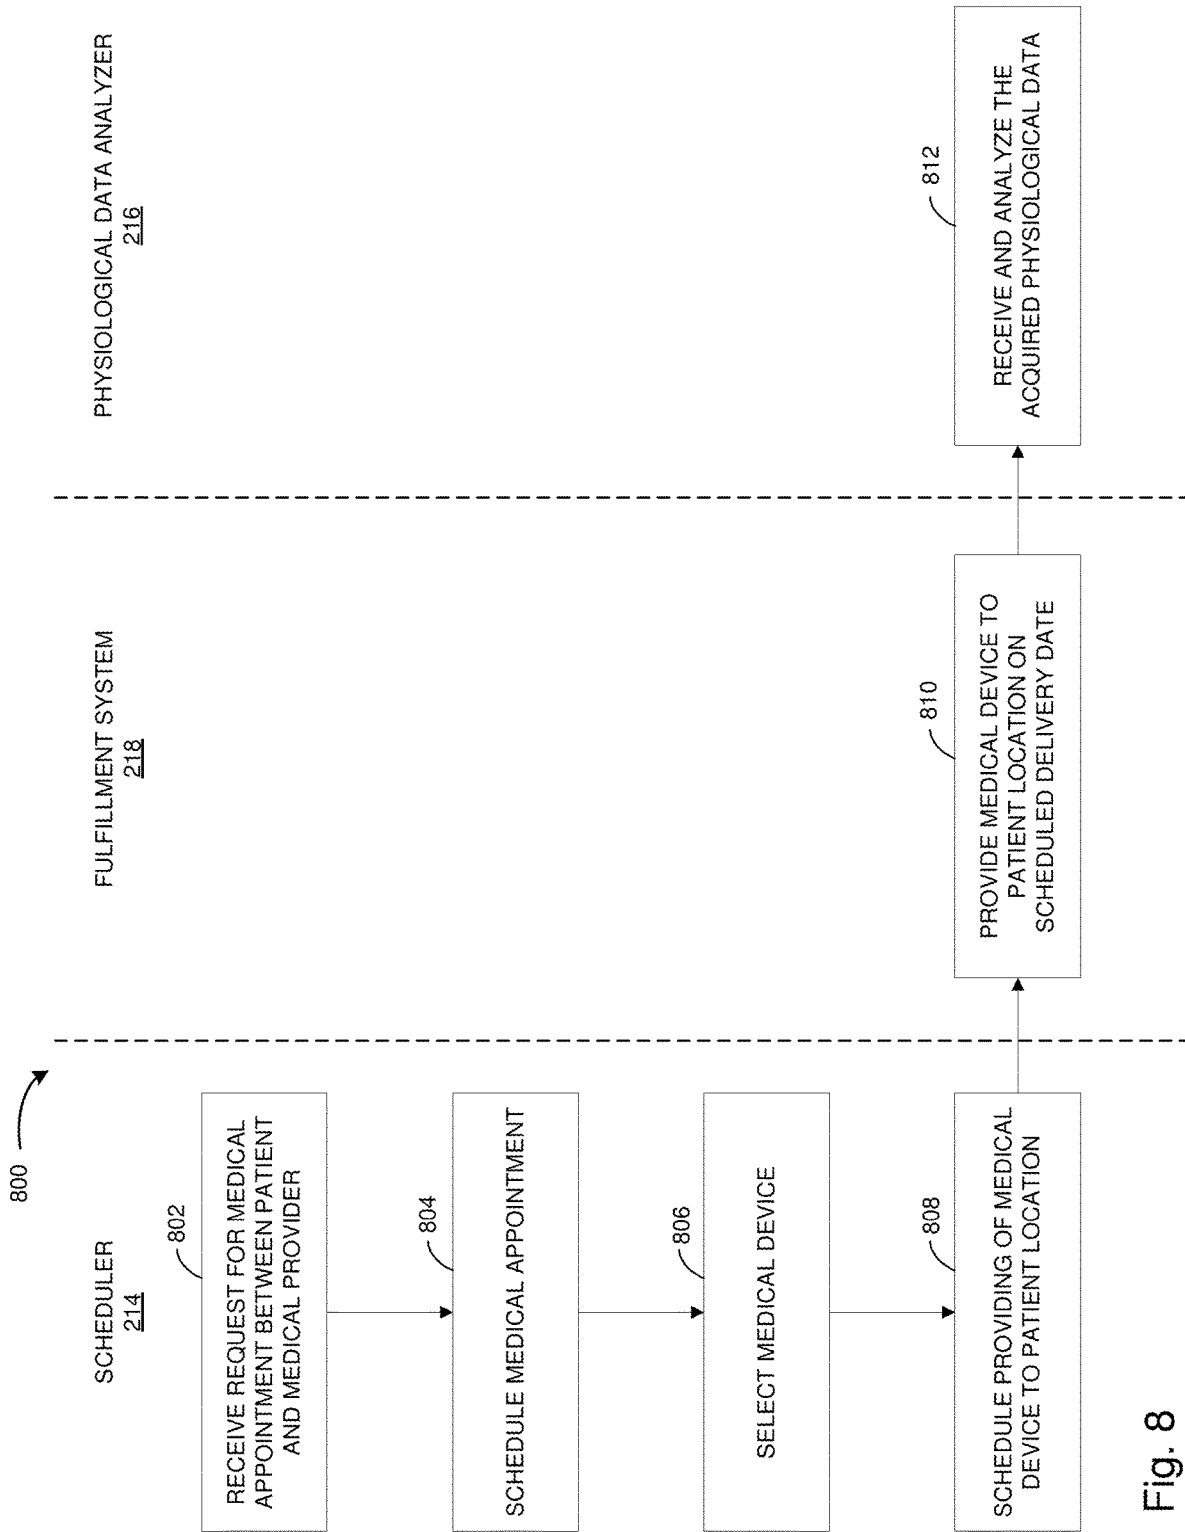 800
SCHEDULER
214
FULFILLMENT SYSTEM
218
PHYSIOLOGICAL DATA ANALYZER
216
802
RECEIVE REQUEST FOR MEDICAL
APPOINTMENT BETWEEN PATIENT
AND MEDICAL PROVIDER
804
SCHEDULE MEDICAL APPOINTMENT
806
SELECT MEDICAL DEVICE
808
SCHEDULE PROVIDING OF MEDICAL
DEVICE TO PATIENT LOCATION
810
PROVIDE MEDICAL DEVICE TO
PATIENT LOCATION ON
SCHEDULED DELIVERY DATE
812
RECEIVE AND ANALYZE THE
ACQUIRED PHYSIOLOGICAL DATA
Fig. 8